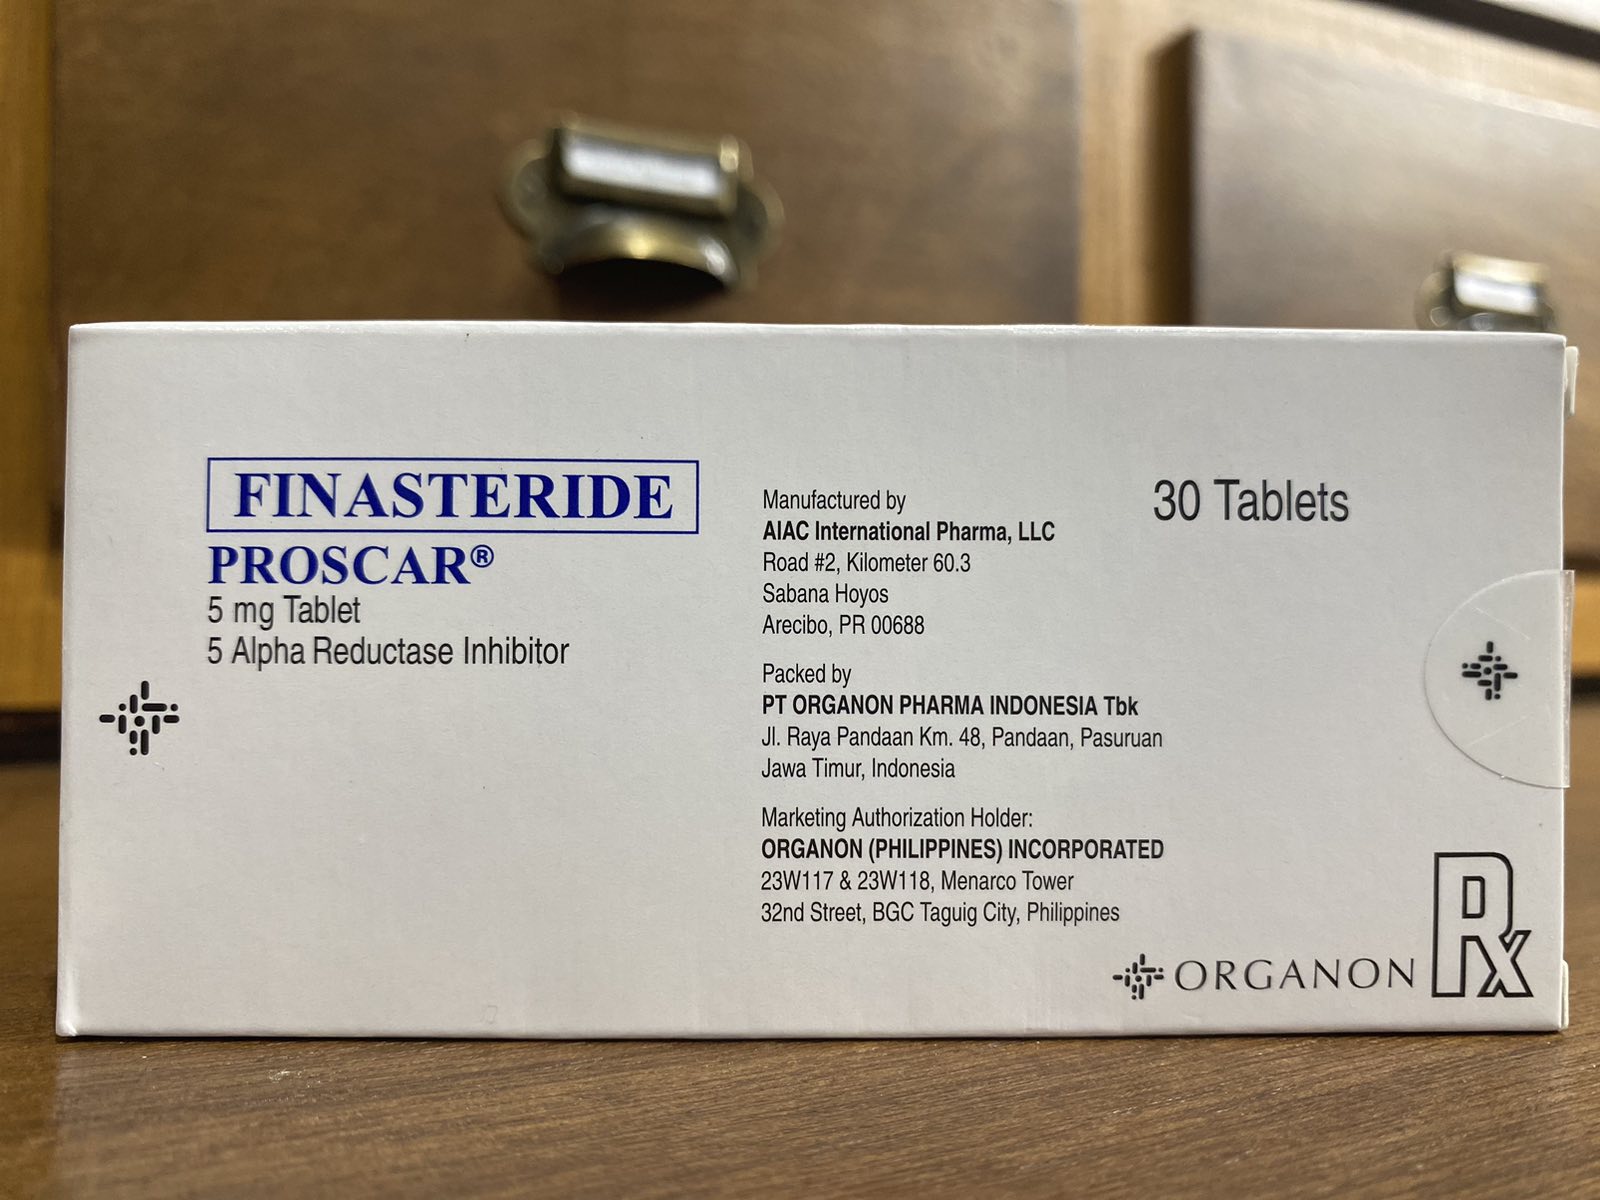 FINASTERIDE
PROSCAR®
5 mg Tablet
5 Alpha Reductase Inhibitor
Manufactured by
AIAC International Pharma, LLC
Road #2, Kilometer 60.3
Sabana Hoyos
Arecibo, PR 00688
Packed by
PT ORGANON PHARMA INDONESIA Tbk
Jl. Raya Pandaan Km. 48, Pandaan, Pasuruan
Jawa Timur, Indonesia
Marketing Authorization Holder:
ORGANON (PHILIPPINES) INCORPORATED
23W117 & 23W118, Menarco Tower
32nd Street, BGC Taguig City, Philippines
30 Tablets
ORGANON
Rx